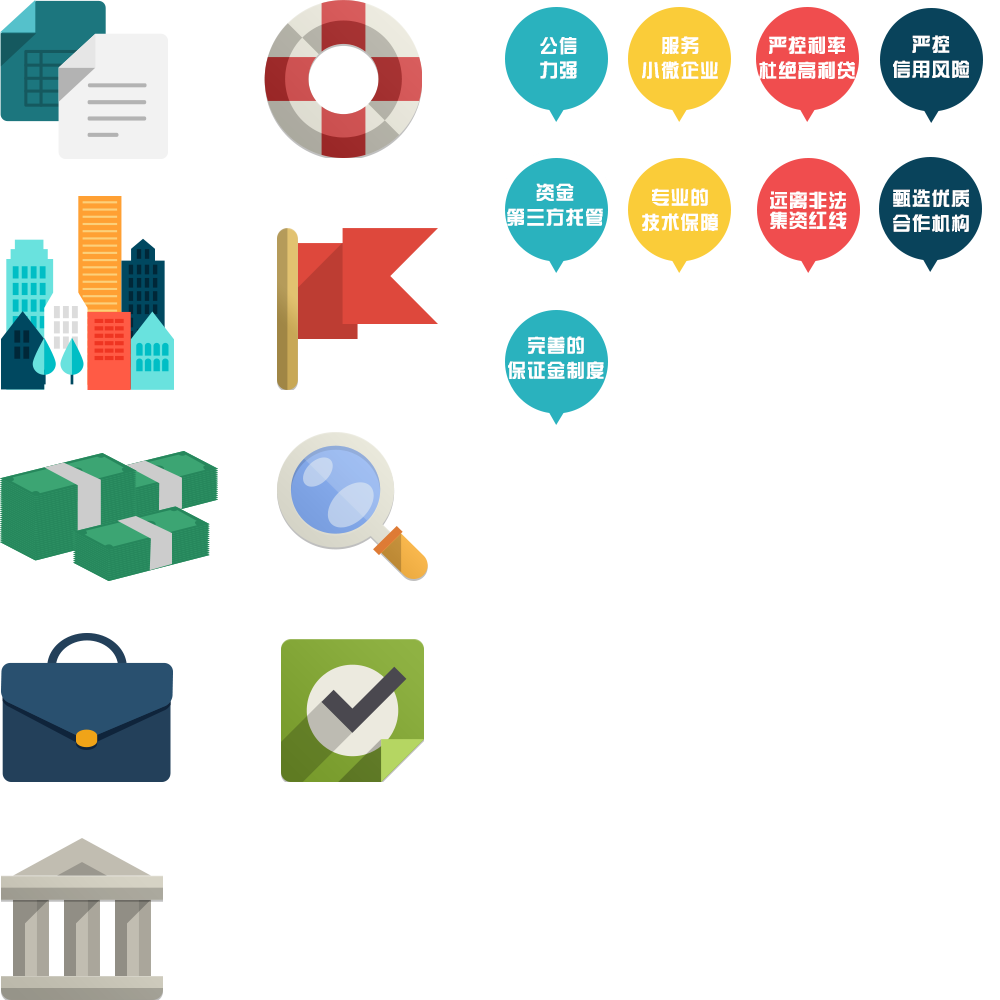 公信
力强
服务
小微企业
严控利率
杜绝高利贷
严控
信用风险
资金
第三方托管
专业的
技术保障
远离非法
集资红线
甄选优质
合作机构
完善的
保证金制度